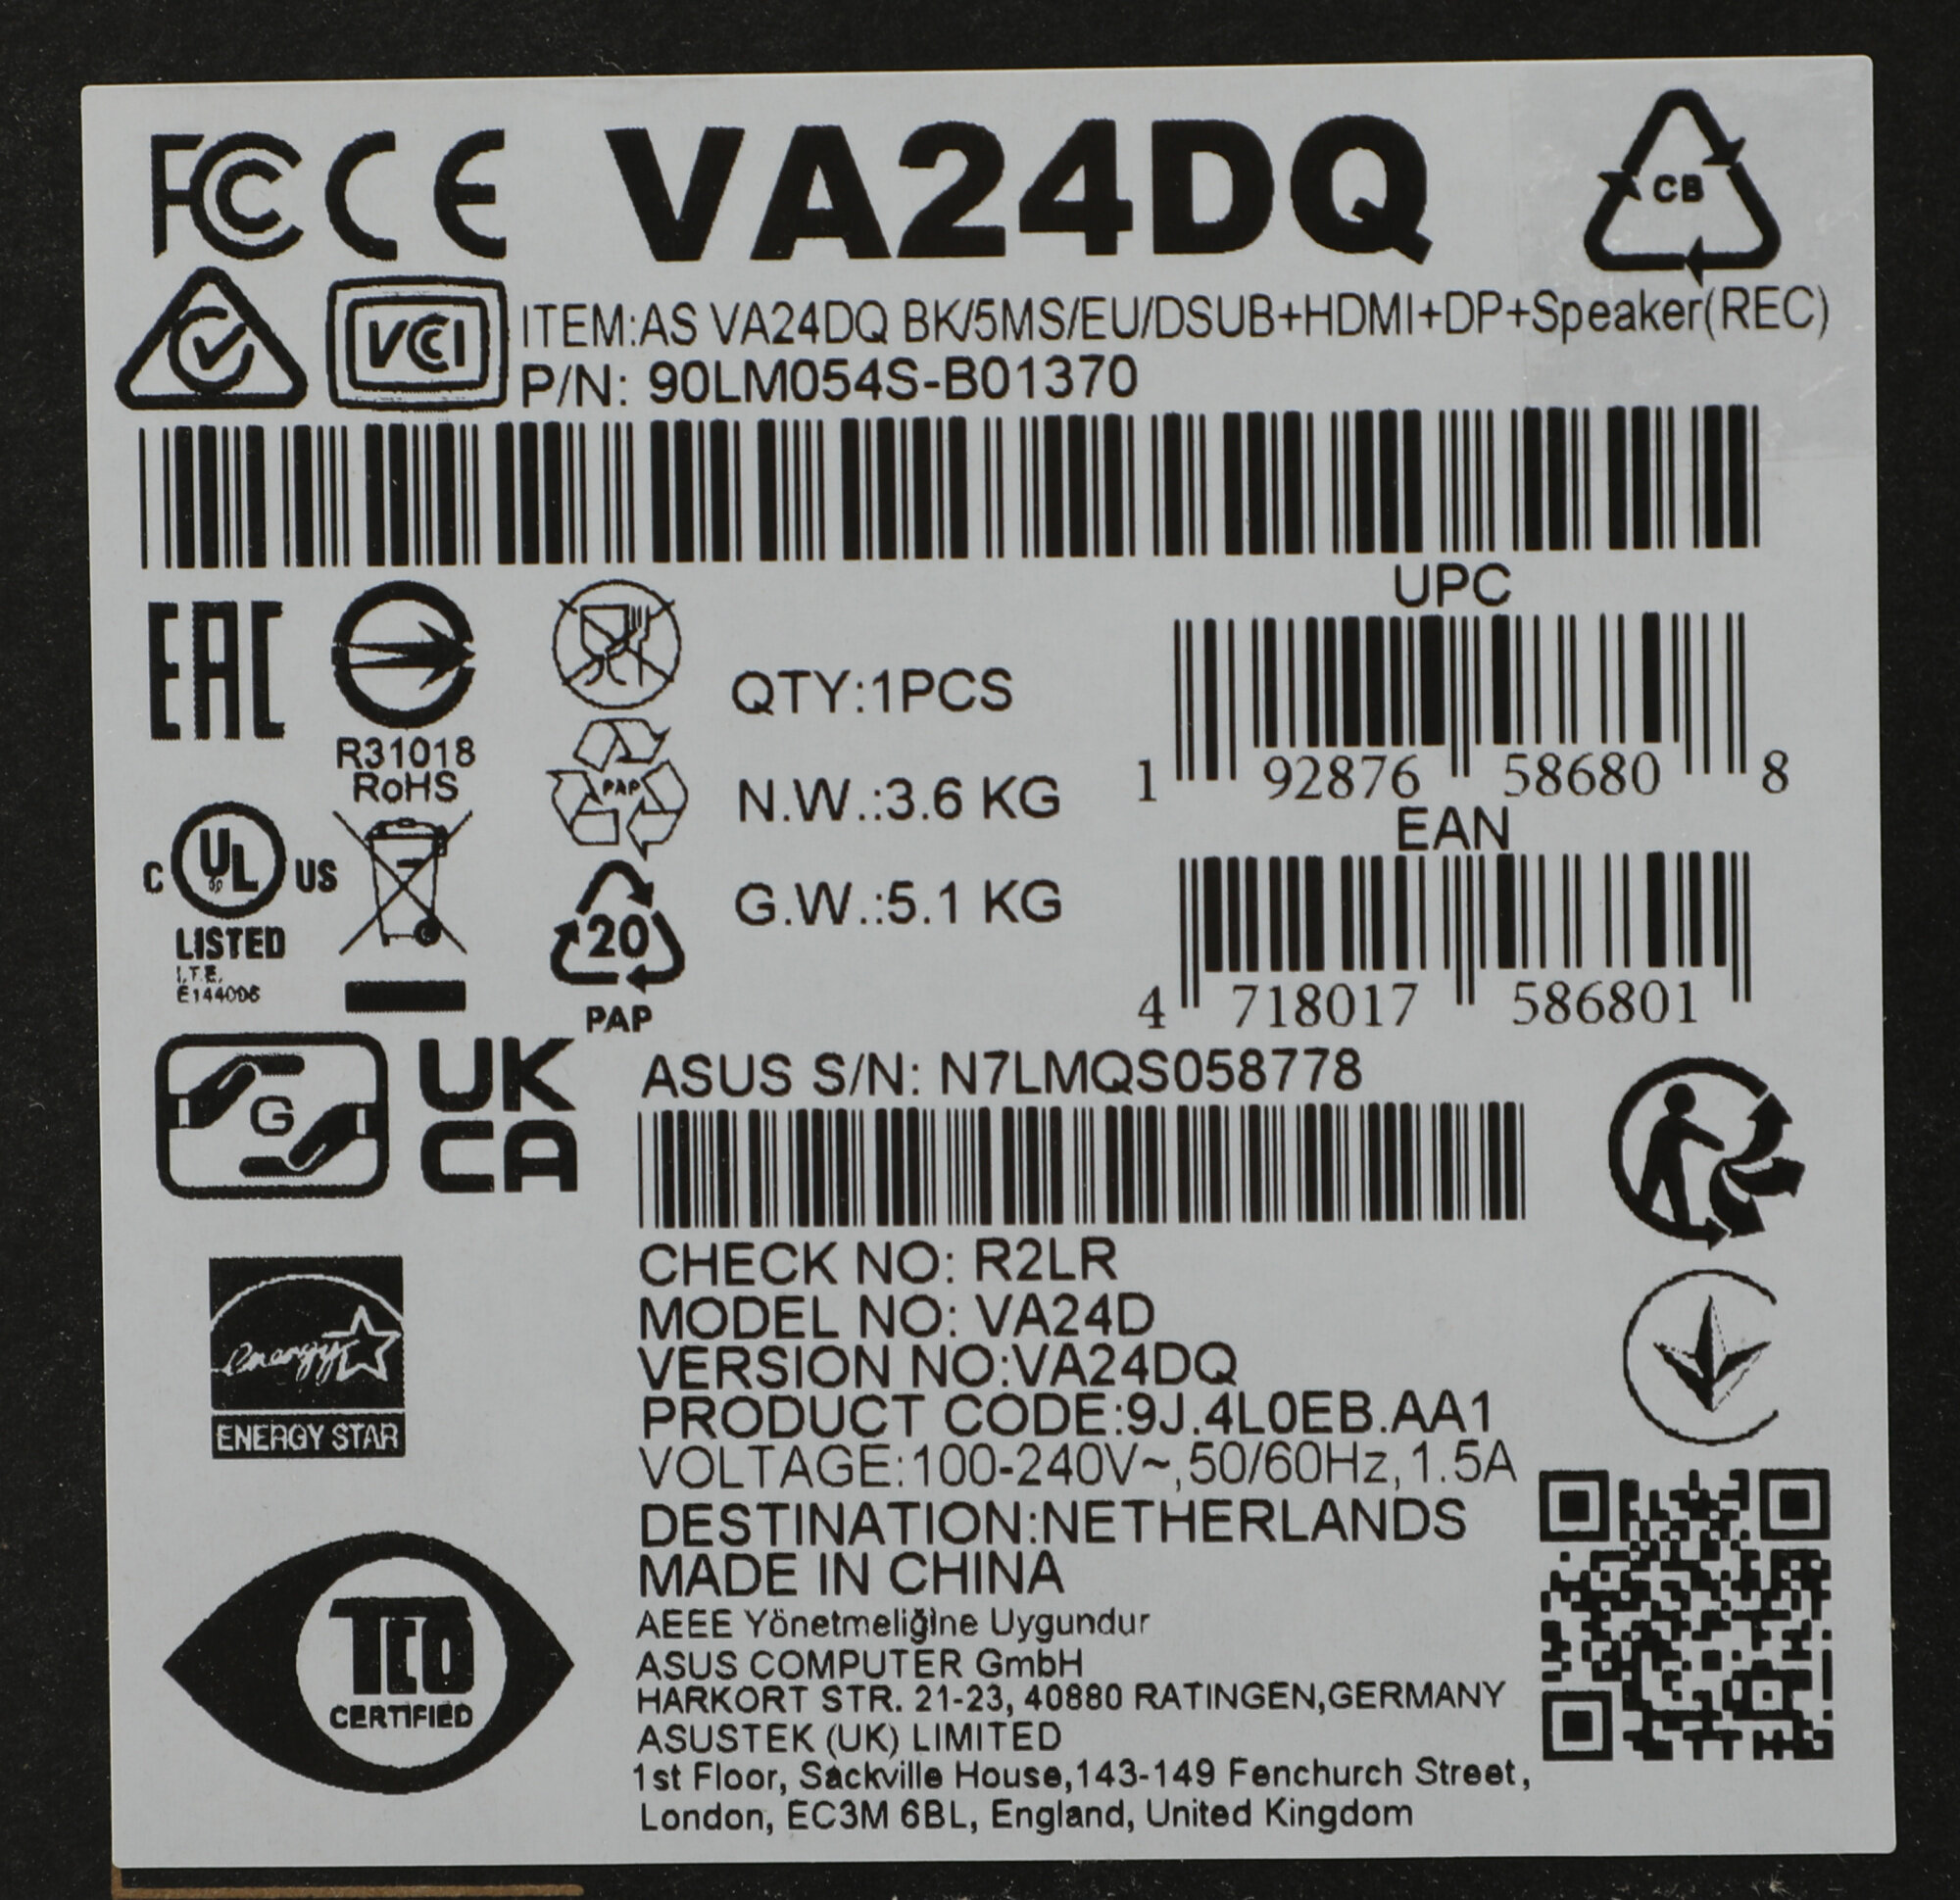 FC CE VA24DQ
CB
VCCI
ITEM:AS VA24DQ BK/5MS/EU/DSUB+HDMI+DP+Speaker(REC)
P/N: 90LM054S-B01370
UPC
EAC
R31018
RoHS
PAP
QTY:1PCS
1 92876 58680 8
N.W.:3.6 KG
EAN
C UL US
LISTED
I.T.E.
G.W.:5.1 KG
20
PAP
4 718017 586801
G
UK
CA
ASUS S/N: N7LMQS058778
CHECK NO: R2LR
MODEL NO: VA24D
VERSION NO:VA24DQ
PRODUCT CODE:9J.4L0EB.AA1
VOLTAGE:100-240V~,50/60Hz,1.5A
energy
ENERGY STAR
DESTINATION:NETHERLANDS
MADE IN CHINA
AEEE Yönetmeliğine Uygundur
ASUS COMPUTER GmbH
HARKORT STR. 21-23, 40880 RATINGEN,GERMANY
ASUSTEK (UK) LIMITED
1st Floor, Sackville House,143-149 Fenchurch Street,
London, EC3M 6BL, England, United Kingdom
TCO
CERTIFIED